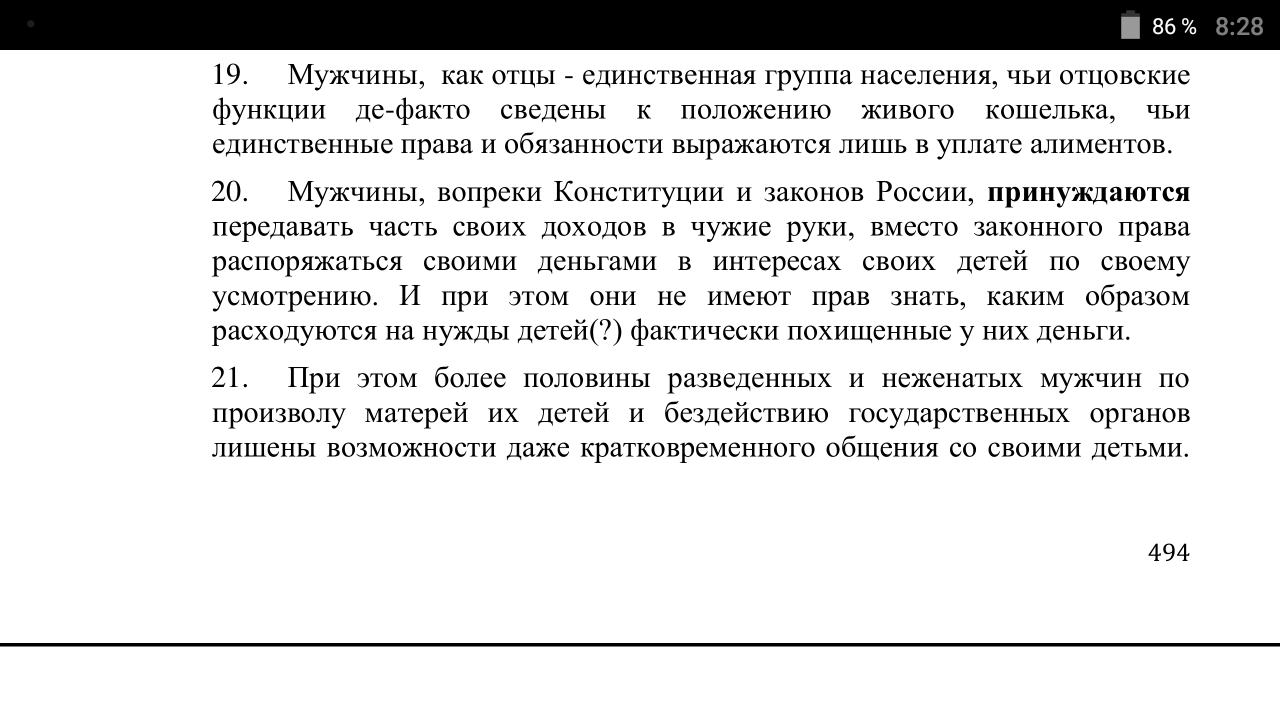 86 % 8:28
19. Мужчины, как отцы - единственная группа населения, чьи отцовские
функции де-факто сведены к положению живого кошелька, чьи
единственные права и обязанности выражаются лишь в уплате алиментов.
20. Мужчины, вопреки Конституции и законов России, принуждаются
передавать часть своих доходов в чужие руки, вместо законного права
распоряжаться своими деньгами в интересах своих детей по своему
усмотрению. И при этом они не имеют прав знать, каким образом
расходуются на нужды детей(?) фактически похищенные у них деньги.
21. При этом более половины разведенных и неженатых мужчин по
произволу матерей их детей и бездействию государственных органов
лишены возможности даже кратковременного общения со своими детьми.
494